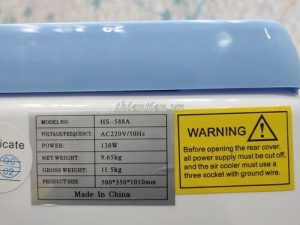 thientien.vn
MODEL NO: HS-588A
VOLTAGE/FREQUENCY: AC220V/50Hz
POWER: 130W
NET WEIGHT: 9.65kg
GROSS WEIGHT: 11.5kg
PRODUCT SIZE: 500*350*1010mm
Made In China
icate
QC
02
WARNING
Before opening the rear cover,
all power supply must be cut off,
and the air cooler must use a
three socket with ground wire.